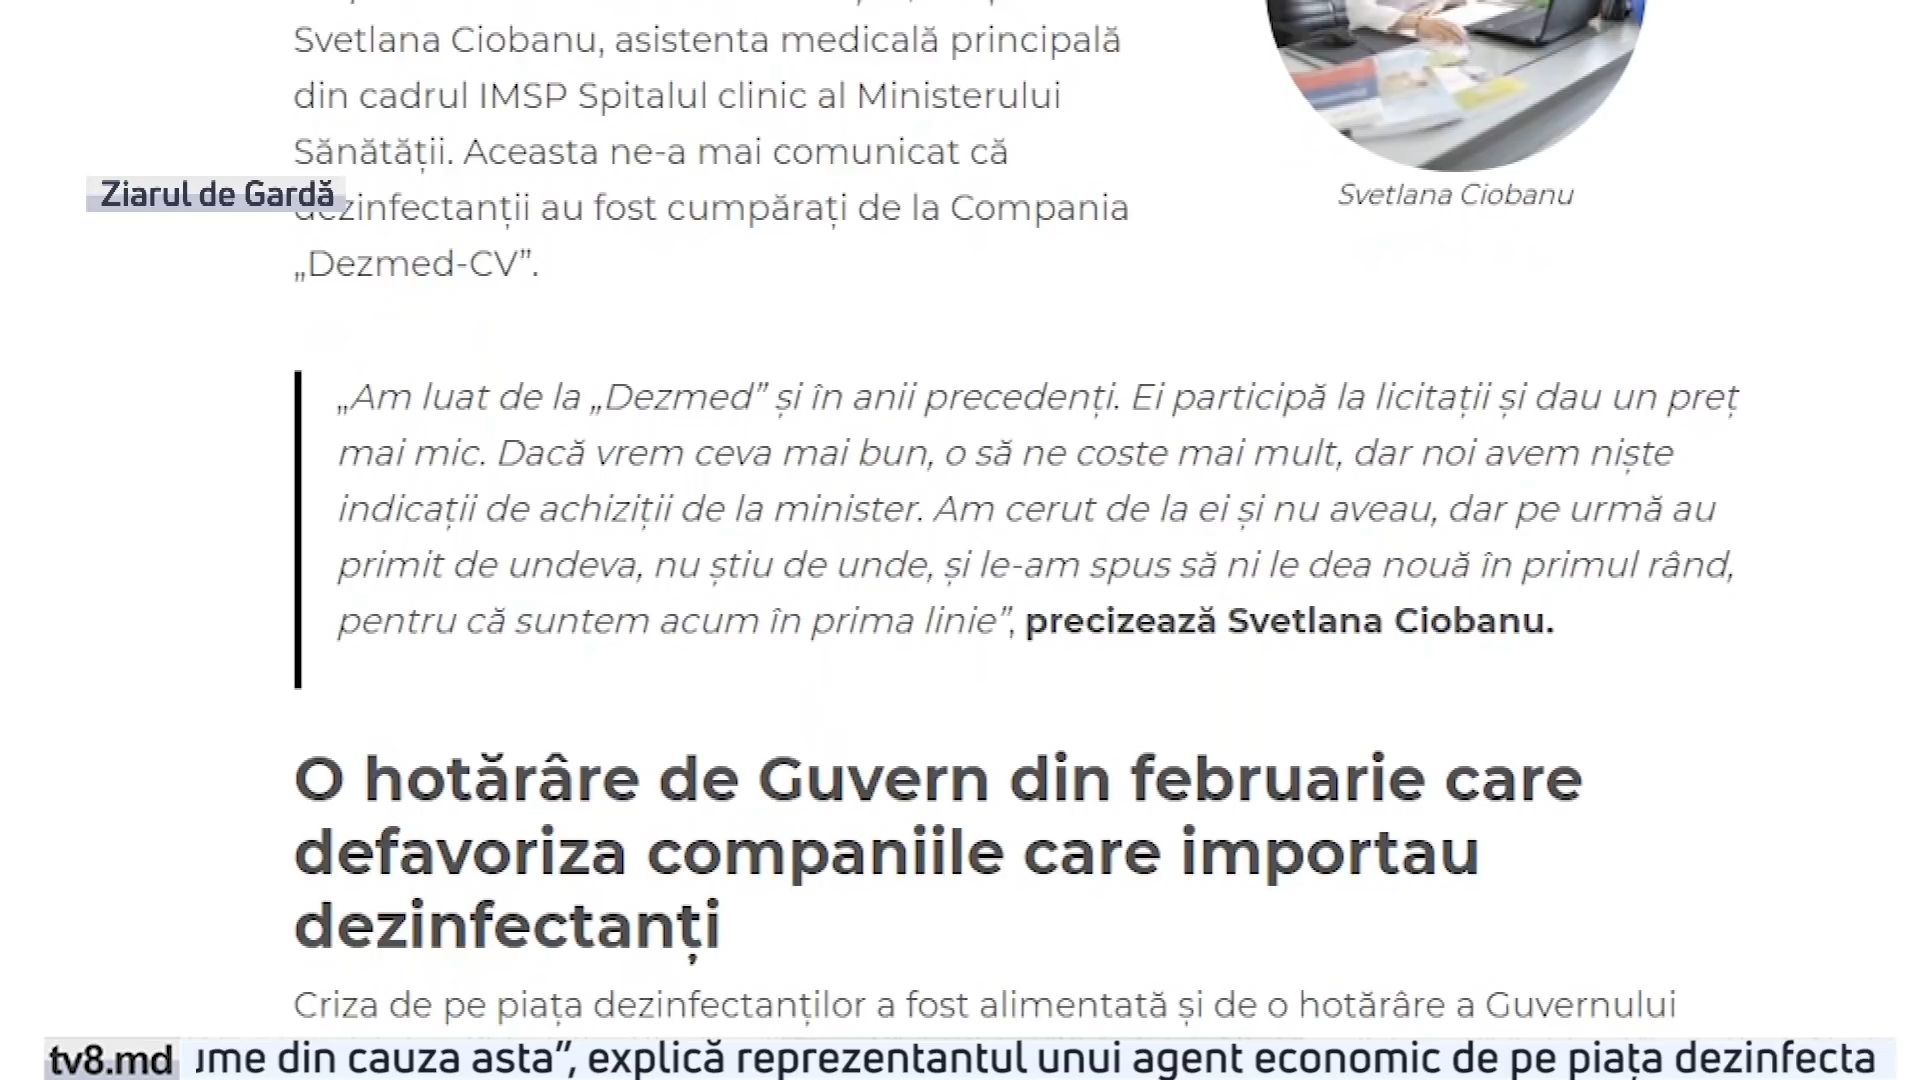 Svetlana Ciobanu, asistenta medicală principală
din cadrul IMSP Spitalul clinic al Ministerului
Sănătății. Aceasta ne-a mai comunicat că
Ziarul de Gardă
dezinfectanții au fost cumpărați de la Compania
„Dezmed-CV”.
Svetlana Ciobanu
„Am luat de la „Dezmed” și în anii precedenți. Ei participă la licitații și dau un preț
mai mic. Dacă vrem ceva mai bun, o să ne coste mai mult, dar noi avem niște
indicații de achiziții de la minister. Am cerut de la ei și nu aveau, dar pe urmă au
primit de undeva, nu știu de unde, și le-am spus să ni le dea nouă în primul rând,
pentru că suntem acum în prima linie”, precizează Svetlana Ciobanu.
O hotărâre de Guvern din februarie care
defavoriza companiile care importau
dezinfectanți
Criza de pe piața dezinfectanților a fost alimentată și de o hotărâre a Guvernului
tv8.md
din cauza asta”, explică reprezentantul unui agent economic de pe piața dezinfecta